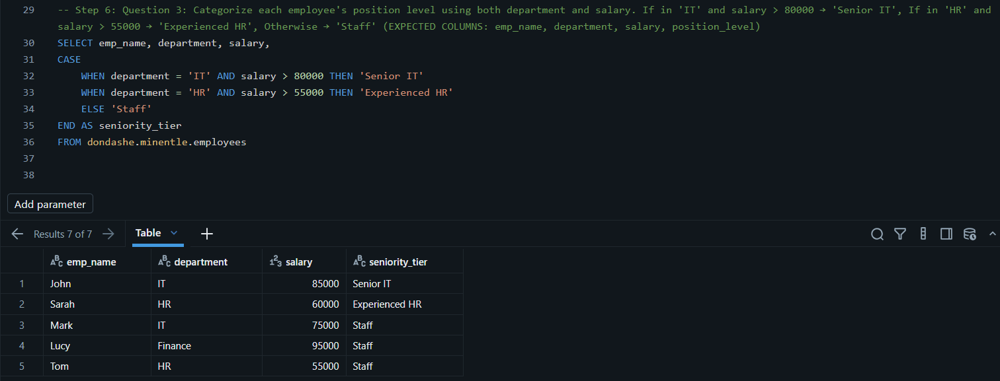 29 -- Step 6: Question 3: Categorize each employee's position level using both department and salary. If in 'IT' and salary > 80000 → 'Senior IT', If in 'HR' and
salary > 55000 → 'Experienced HR', Otherwise → 'Staff' (EXPECTED COLUMNS: emp_name, department, salary, position_level)
30 SELECT emp_name, department, salary,
31 CASE
32 WHEN department = 'IT' AND salary > 80000 THEN 'Senior IT'
33 WHEN department = 'HR' AND salary > 55000 THEN 'Experienced HR'
34 ELSE 'Staff'
35 END AS seniority_tier
36 FROM dondashe.minentle.employees
37
38
Add parameter
Results 7 of 7 Table
ABC emp_name ABC department 123 salary ABC seniority_tier
1 John IT 85000 Senior IT
2 Sarah HR 60000 Experienced HR
3 Mark IT 75000 Staff
4 Lucy Finance 95000 Staff
5 Tom HR 55000 Staff